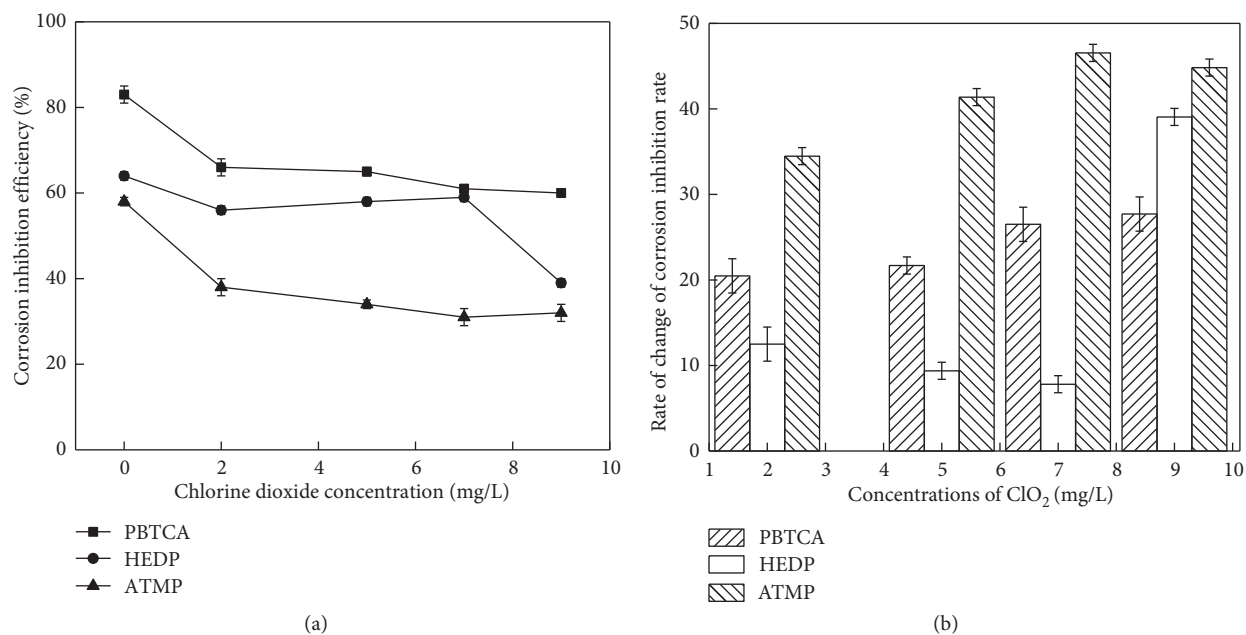 100
80
60
40
20
0
Corrosion inhibition efficiency (%)
0 2 4 6 8 10
Chlorine dioxide concentration (mg/L)
PBTCA
HEDP
ATMP
(a)
50
40
30
20
10
0
Rate of change of corrosion inhibition rate
1 2 3 4 5 6 7 8 9 10
Concentrations of ClO₂ (mg/L)
PBTCA
HEDP
ATMP
(b)